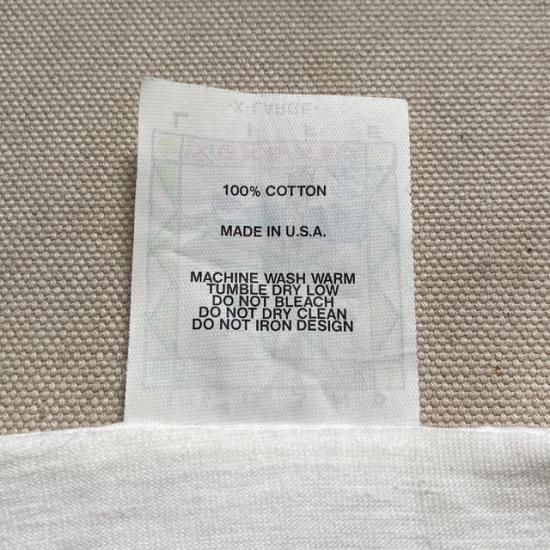 100% COTTON
MADE IN U.S.A.
MACHINE WASH WARM
TUMBLE DRY LOW
DO NOT BLEACH
DO NOT DRY CLEAN
DO NOT IRON DESIGN